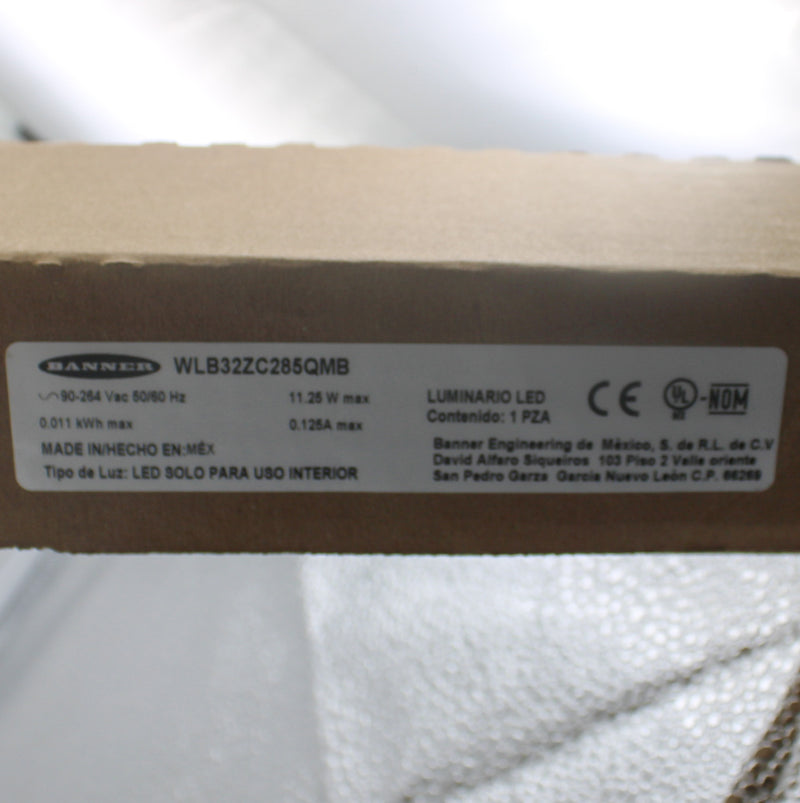 BANNER WLB32ZC285QMB
90-264 Vac 50/60 Hz 11.25 W max
0.011 kWh max 0.125A max
MADE IN/HECHO EN:MÉX
Tipo de Luz: LED SOLO PARA USO INTERIOR
LUMINARIO LED
Contenido: 1 PZA
CE UL NOM
Banner Engineering de México, S. de R.L. de C.V
David Alfaro Siqueiros 103 Piso 2 Valle oriente
San Pedro Garza Garcia Nuevo León C.P. 66269